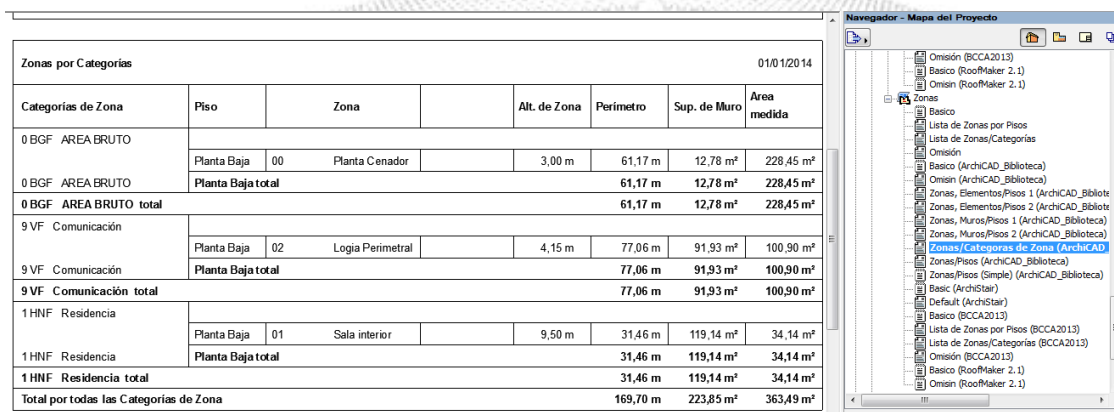 Navegador - Mapa del Proyecto
Zonas por Categorías 01/01/2014
Categorías de Zona Piso Zona Alt. de Zona Perímetro Sup. de Muro Area medida
0 BGF AREA BRUTO
Planta Baja 00 Planta Cenador 3,00 m 61,17 m 12,78 m² 228,45 m²
0 BGF AREA BRUTO Planta Baja total 61,17 m 12,78 m² 228,45 m²
0 BGF AREA BRUTO total 61,17 m 12,78 m² 228,45 m²
9 VF Comunicación
Planta Baja 02 Logia Perimetral 4,15 m 77,06 m 91,93 m² 100,90 m²
9 VF Comunicación Planta Baja total 77,06 m 91,93 m² 100,90 m²
9 VF Comunicación total 77,06 m 91,93 m² 100,90 m²
1 HNF Residencia
Planta Baja 01 Sala interior 9,50 m 31,46 m 119,14 m² 34,14 m²
1 HNF Residencia Planta Baja total 31,46 m 119,14 m² 34,14 m²
1 HNF Residencia total 31,46 m 119,14 m² 34,14 m²
Total por todas las Categorías de Zona 169,70 m 223,85 m² 363,49 m²
Omisión (BCCA2013)
Basico (RoofMaker 2.1)
Omisin (RoofMaker 2.1)
Zonas
Basico
Lista de Zonas por Pisos
Lista de Zonas/Categorías
Omisión
Basico (ArchiCAD_Biblioteca)
Omisin (ArchiCAD_Biblioteca)
Zonas, Elementos/Pisos 1 (ArchiCAD_Bibliote
Zonas, Elementos/Pisos 2 (ArchiCAD_Bibliote
Zonas, Muros/Pisos 1 (ArchiCAD_Biblioteca)
Zonas, Muros/Pisos 2 (ArchiCAD_Biblioteca)
Zonas/Categoras de Zona (ArchiCAD_
Zonas/Pisos (ArchiCAD_Biblioteca)
Zonas/Pisos (Simple) (ArchiCAD_Biblioteca)
Basic (ArchiStair)
Default (ArchiStair)
Basico (BCCA2013)
Lista de Zonas por Pisos (BCCA2013)
Lista de Zonas/Categorías (BCCA2013)
Omisión (BCCA2013)
Basico (RoofMaker 2.1)
Omisin (RoofMaker 2.1)